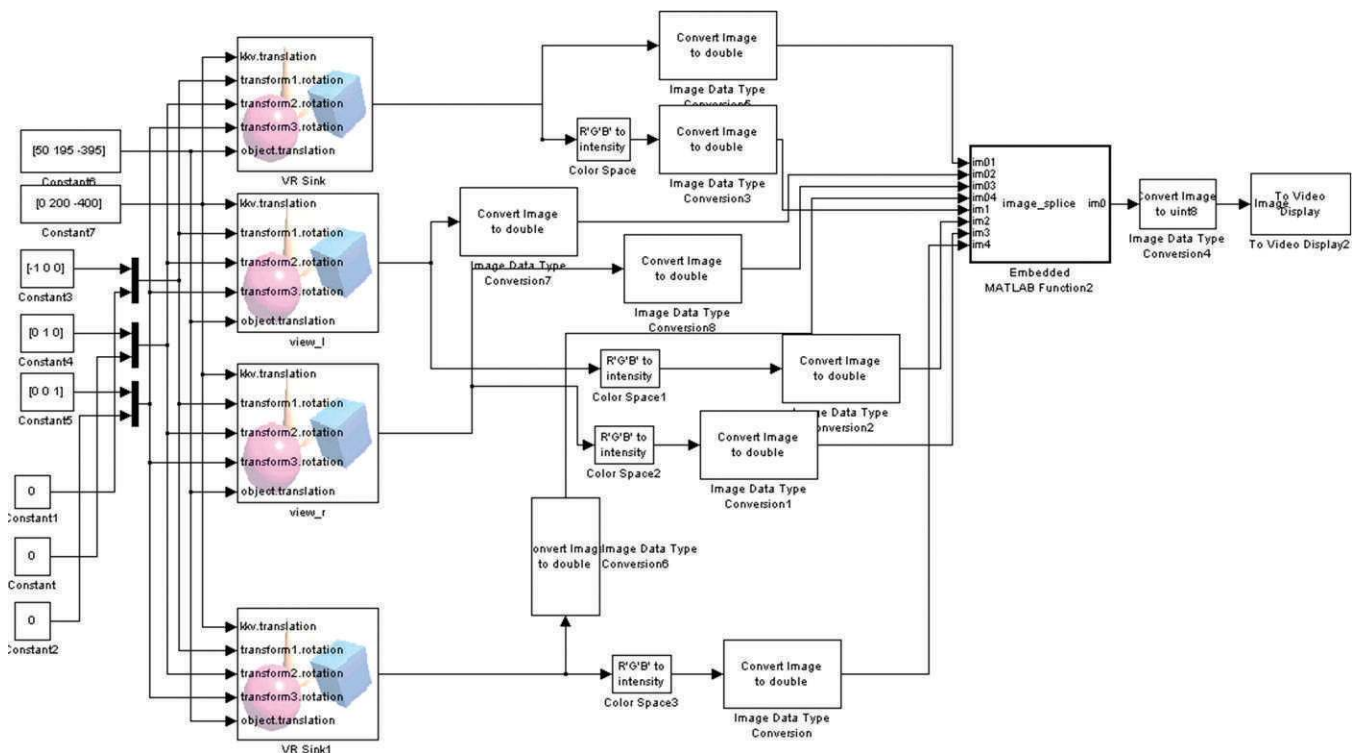 [50 195 -395]
Constant6
[0 200 -400]
Constant7
[-1 0 0]
Constant3
[0 1 0]
Constant4
[0 0 1]
Constant5
0
Constant1
0
Constant
0
Constant2
kkv.translation
transform1.rotation
transform2.rotation
transform3.rotation
object.translation
VR Sink
kkv.translation
transform1.rotation
transform2.rotation
transform3.rotation
object.translation
view_l
kkv.translation
transform1.rotation
transform2.rotation
transform3.rotation
object.translation
view_r
kkv.translation
transform1.rotation
transform2.rotation
transform3.rotation
object.translation
VR Sink1
Convert Image
to double
Image Data Type
Conversion5
R'G'B' to
intensity
Color Space
Convert Image
to double
Image Data Type
Conversion3
Convert Image
to double
Image Data Type
Conversion7
Convert Image
to double
Image Data Type
Conversion8
R'G'B' to
intensity
Color Space1
Convert Image
to double
Image Data Type
Conversion2
R'G'B' to
intensity
Color Space2
Convert Image
to double
Image Data Type
Conversion1
onvert Imag
to double
Image Data Type
Conversion6
R'G'B' to
intensity
Color Space3
Convert Image
to double
Image Data Type
Conversion
im01
im02
im03
im04
im1
im2
im3
im4
image_splice
im0
Embedded
MATLAB Function2
Convert Image
to uint8
Image Data Type
Conversion4
Image
To Video
Display
To Video Display2